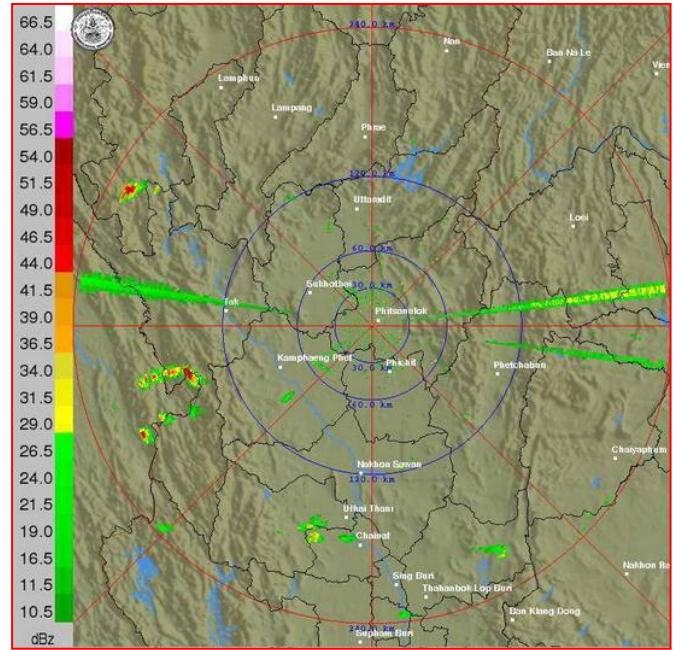 66.5
64.0
61.5
59.0
56.5
54.0
51.5
49.0
46.5
44.0
41.5
39.0
36.5
34.0
31.5
29.0
26.5
24.0
21.5
19.0
16.5
11.5
10.5
dBz
240.0 km
Nan
Ban Na Le
Lamphun
Lampang
Phrae
120.0 km
Uttaradit
Loei
60.0 km
30.0 km
Sukhothai
Tak
Phitsanulok
Kamphaeng Phet
30.0 km
Phichit
Phetchabun
60.0 km
Chaiyaphum
Nakhon Sawan
120.0 km
Uthai Thani
Chainat
Sing Buri
Thahanbok Lop Buri
Ban Klang Dong
240.0 km
Suphan Buri